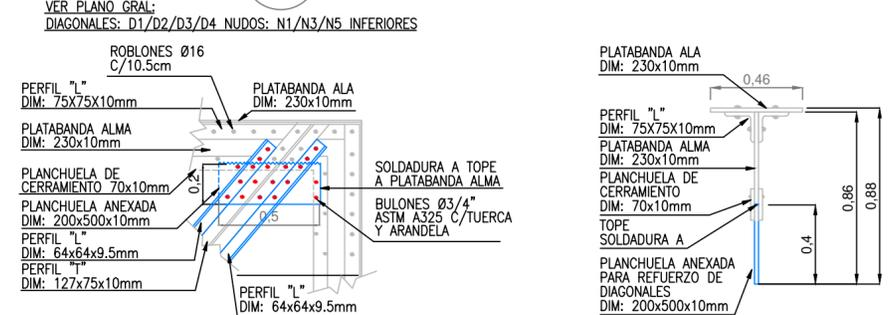 VER PLANO GRAL:
DIAGONALES: D1/D2/D3/D4 NUDOS: N1/N3/N5 INFERIORES
ROBLONES Ø16
C/10.5cm
PERFIL "L"
DIM: 75X75X10mm
PLATABANDA ALA
DIM: 230x10mm
PLATABANDA ALMA
DIM: 230x10mm
PLANCHUELA DE
CERRAMIENTO 70x10mm
PLANCHUELA ANEXADA
DIM: 200x500x10mm
PERFIL "L"
DIM: 64x64x9.5mm
PERFIL "T"
DIM: 127x75x10mm
0,2
0,5
SOLDADURA A TOPE
A PLATABANDA ALMA
BULONES Ø3/4"
ASTM A325 C/TUERCA
Y ARANDELA
PERFIL "L"
DIM: 64x64x9.5mm
PLATABANDA ALA
DIM: 230x10mm
0,46
PERFIL "L"
DIM: 75X75X10mm
PLATABANDA ALMA
DIM: 230x10mm
PLANCHUELA DE
CERRAMIENTO
DIM: 70x10mm
TOPE
SOLDADURA A
PLANCHUELA ANEXADA
PARA REFUERZO DE
DIAGONALES
DIM: 200x500x10mm
0,4
0,86
0,88